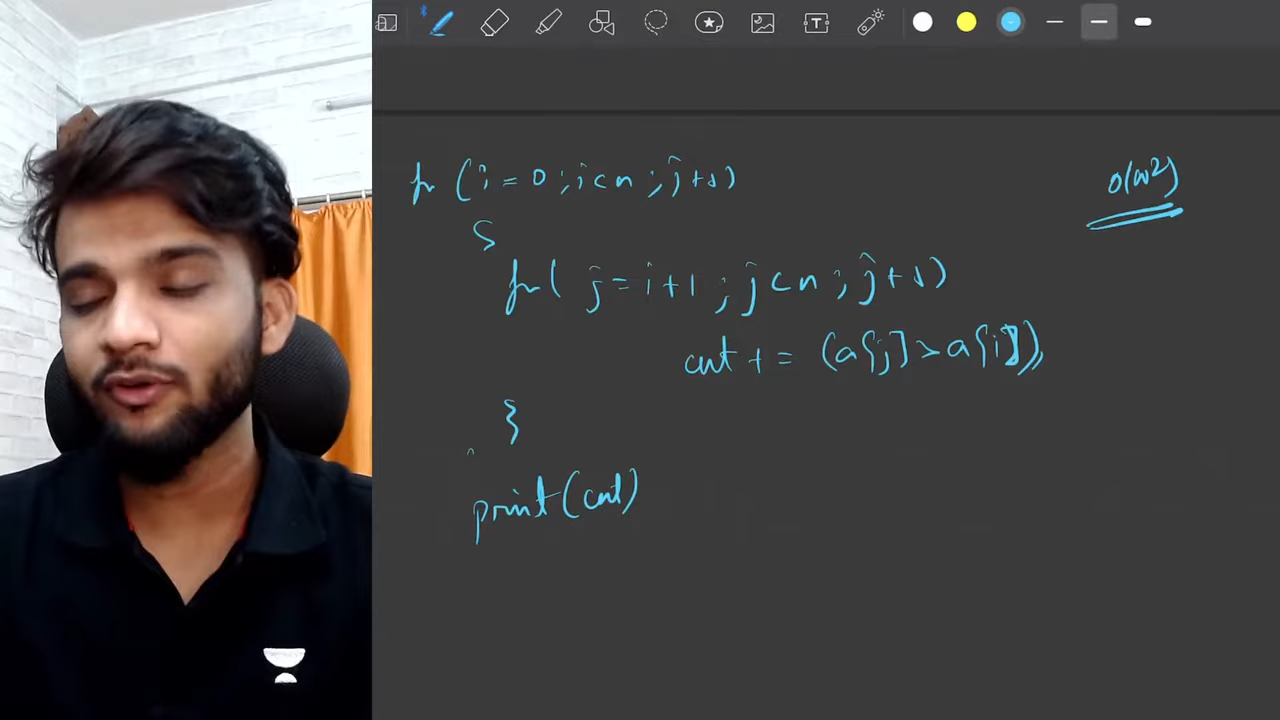 for (i = 0 ; i < n ; j++)
O(N²)
{
for ( j = i + 1 ; j < n ; j++)
cnt + = (a[j] > a[i]),
}
print(cnt)